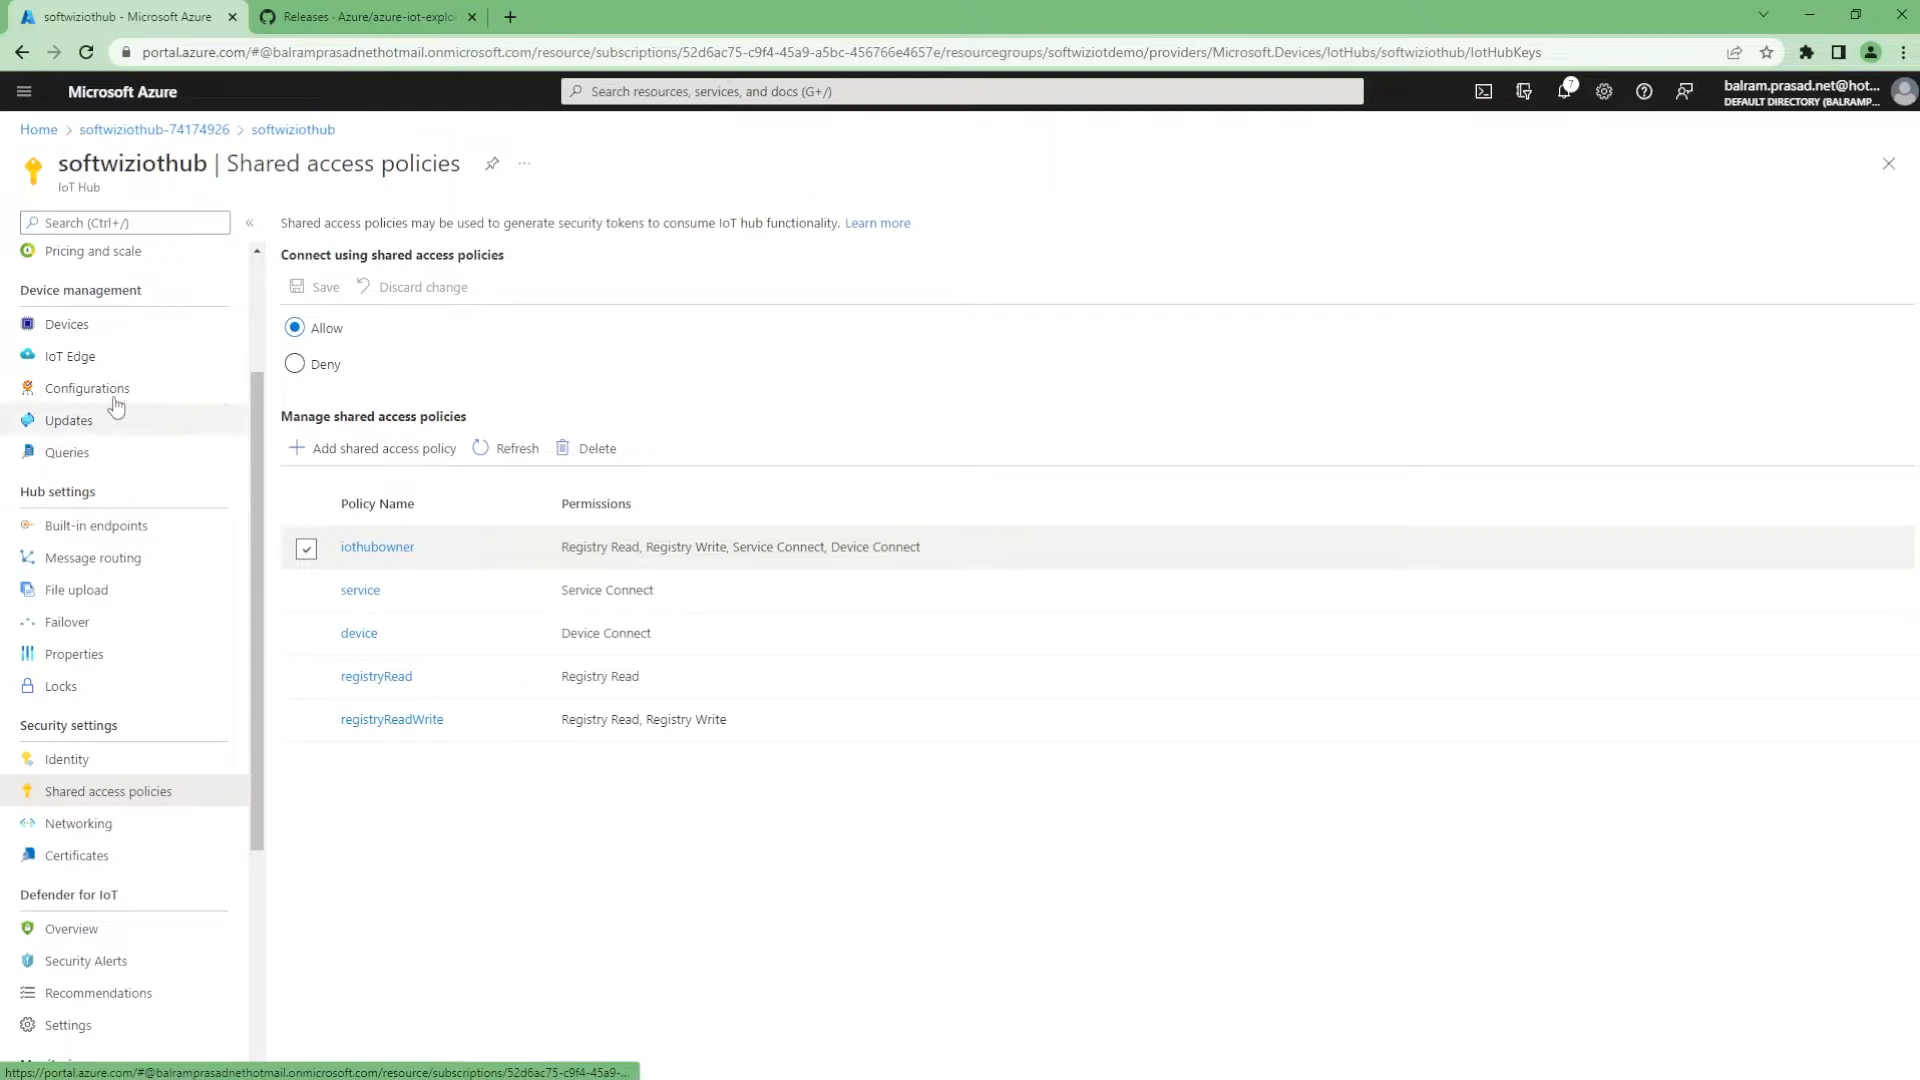 softwiziothub - Microsoft Azure
Releases · Azure/azure-iot-explo
portal.azure.com/#@balramprasadnethotmail.onmicrosoft.com/resource/subscriptions/52d6ac75-c9f4-45a9-a5bc-456766e4657e/resourcegroups/softwiziotdemo/providers/Microsoft.Devices/IotHubs/softwiziothub/IotHubKeys
Microsoft Azure
Search resources, services, and docs (G+/)
7
balram.prasad.net@hot...
DEFAULT DIRECTORY (BALRAMP...
Home > softwiziothub-74174926 > softwiziothub
softwiziothub | Shared access policies
IoT Hub
Search (Ctrl+/)
Pricing and scale
Device management
Devices
IoT Edge
Configurations
Updates
Queries
Hub settings
Built-in endpoints
Message routing
File upload
Failover
Properties
Locks
Security settings
Identity
Shared access policies
Networking
Certificates
Defender for IoT
Overview
Security Alerts
Recommendations
Settings
Shared access policies may be used to generate security tokens to consume IoT hub functionality. Learn more
Connect using shared access policies
Save Discard change
Allow
Deny
Manage shared access policies
Add shared access policy Refresh Delete
Policy Name Permissions
iothubowner Registry Read, Registry Write, Service Connect, Device Connect
service Service Connect
device Device Connect
registryRead Registry Read
registryReadWrite Registry Read, Registry Write
https://portal.azure.com/#@balramprasadnethotmail.onmicrosoft.com/resource/subscriptions/52d6ac75-c9f4-45a9-...